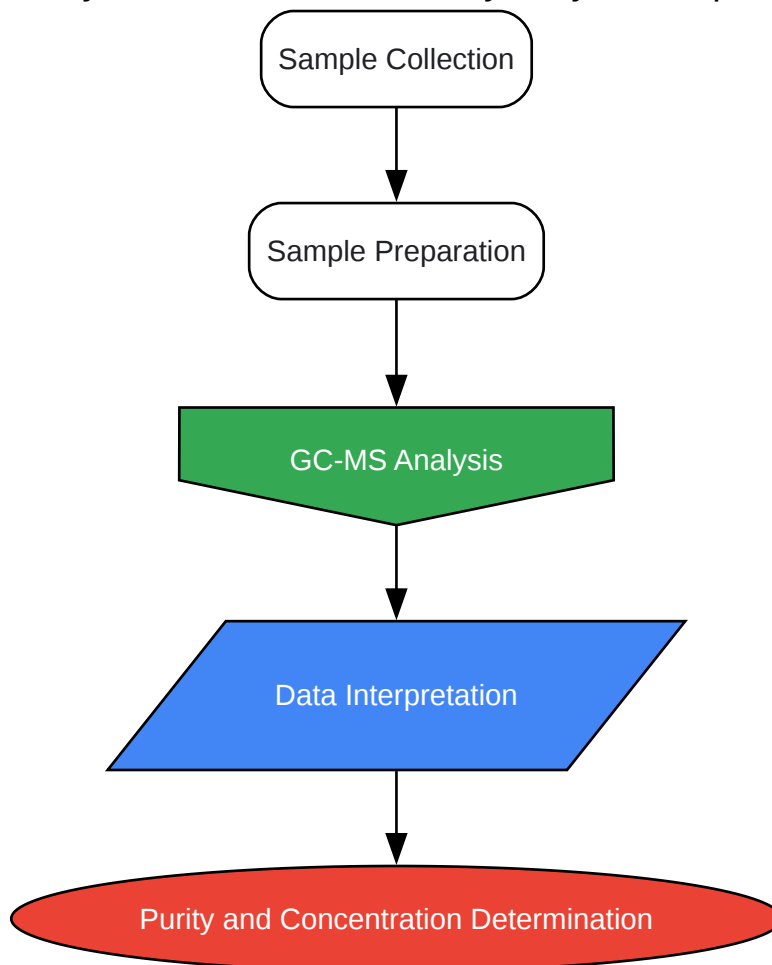 Sample Collection
Sample Preparation
GC-MS Analysis
Data Interpretation
Purity and Concentration Determination